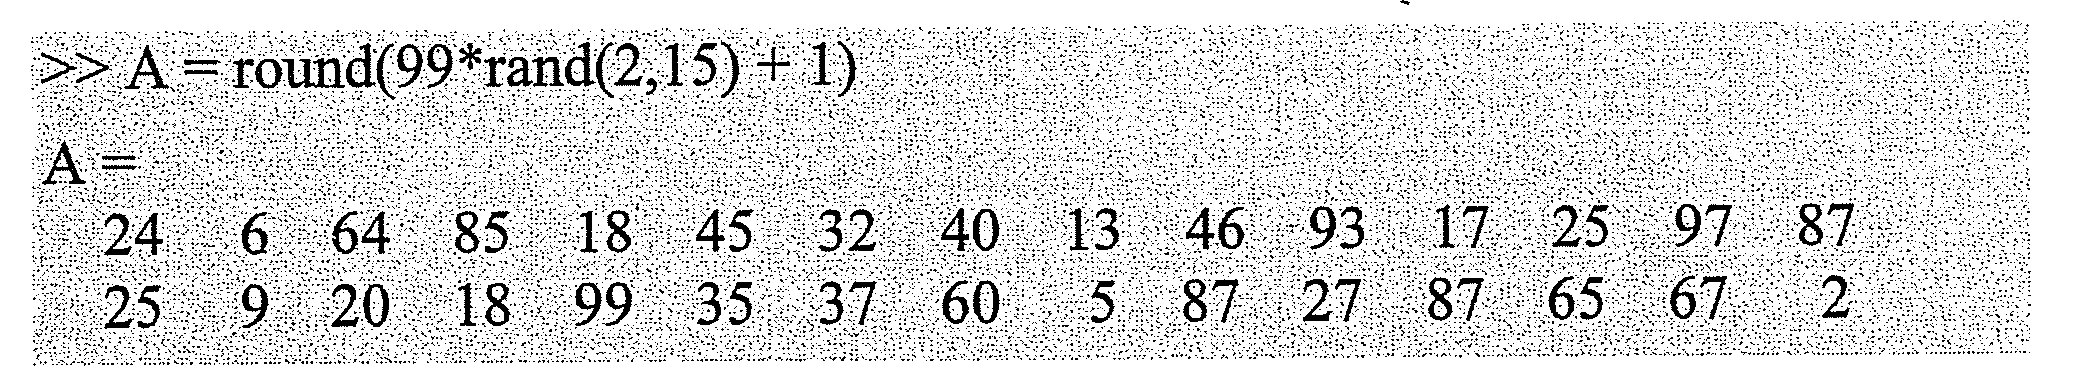 >> A = round(99*rand(2,15) + 1)
A =
24 6 64 85 18 45 32 40 13 46 93 17 25 97 87
25 9 20 18 99 35 37 60 5 87 27 87 65 67 2